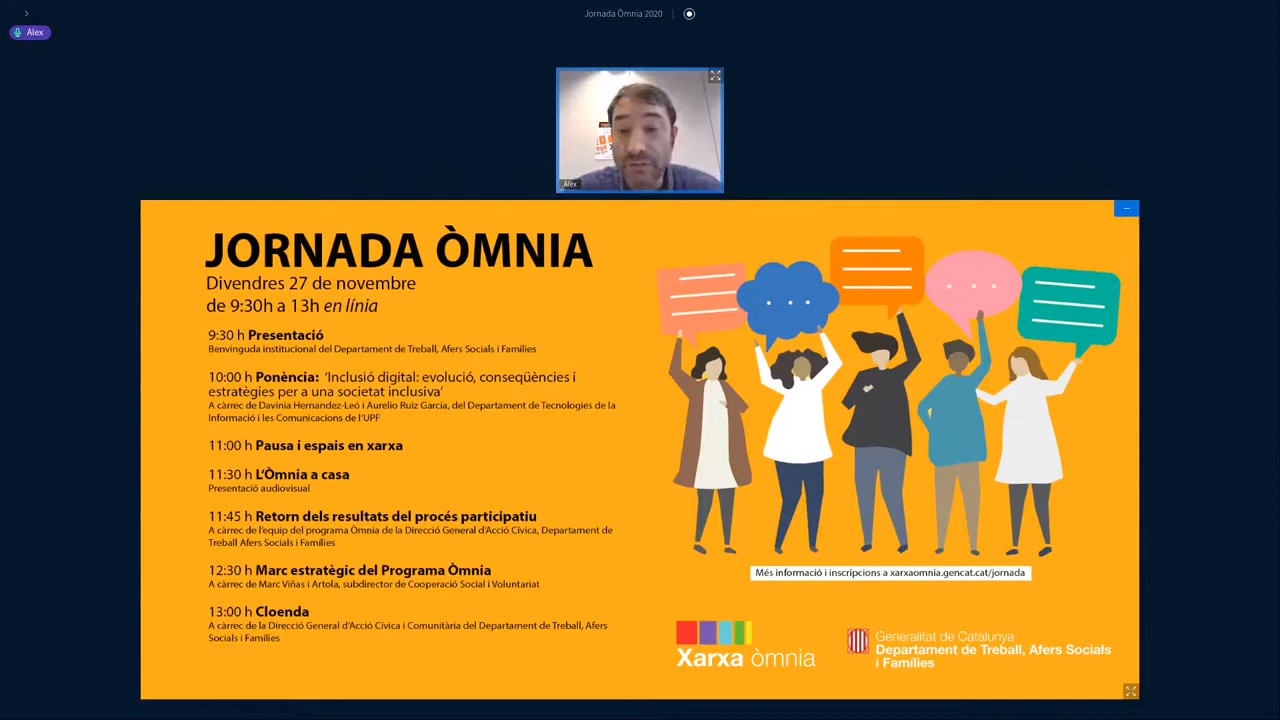 Jornada Òmnia 2020
Alex
Alex
JORNADA ÒMNIA
Divendres 27 de novembre
de 9:30h a 13h en línia
9:30 h Presentació
Benvinguda institucional del Departament de Treball, Afers Socials i Famílies
10:00 h Ponència: ‘Inclusió digital: evolució, conseqüències i
estratègies per a una societat inclusiva’
A càrrec de Davinia Hernandez-Leó i Aurelio Ruiz García, del Departament de Tecnologies de la
Informació i les Comunicacions de l’UPF
11:00 h Pausa i espais en xarxa
11:30 h L’Òmnia a casa
Presentació audiovisual
11:45 h Retorn dels resultats del procés participatiu
A càrrec de l’equip del programa Òmnia de la Direcció General d’Acció Cívica, Departament de
Treball Afers Socials i Famílies
12:30 h Marc estratègic del Programa Òmnia
A càrrec de Marc Viñas i Artola, subdirector de Cooperació Social i Voluntariat
13:00 h Cloenda
A càrrec de la Direcció General d’Acció Cívica i Comunitària del Departament de Treball, Afers
Socials i Famílies
Més informació i inscripcions a xarxaomnia.gencat.cat/jornada
Xarxa òmnia
Generalitat de Catalunya
Departament de Treball, Afers Socials
i Famílies